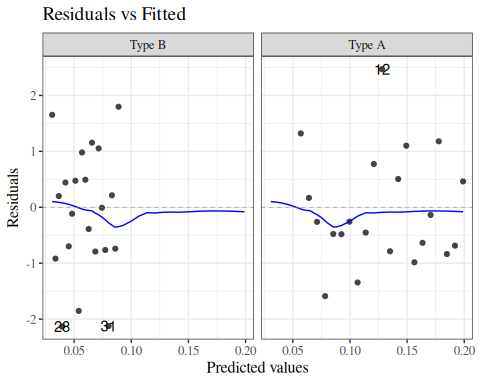 Residuals vs Fitted
Type B Type A
12
2
1
0
-1
-2
28 31
0.05 0.10 0.15 0.20 0.05 0.10 0.15 0.20
Predicted values
Residuals